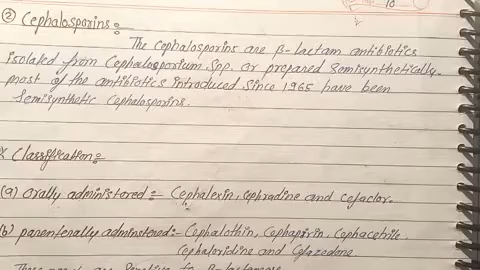 10
② Cephalosporins:-
The cephalosporins are β-Lactam antibiotics
isolated from Cephalosporium Spp. or prepared Semisynthetically.
most of the antibiotics introduced since 1965 have been
Semisynthetic Cephalosporins.
Classification:-
(a) orally administered:- Cephalexin, Cephradine and cefaclor.
(b) parenterally adminstered:- Cephalothin, Cephapirin, Cephacetrile,
Cephaloridine and